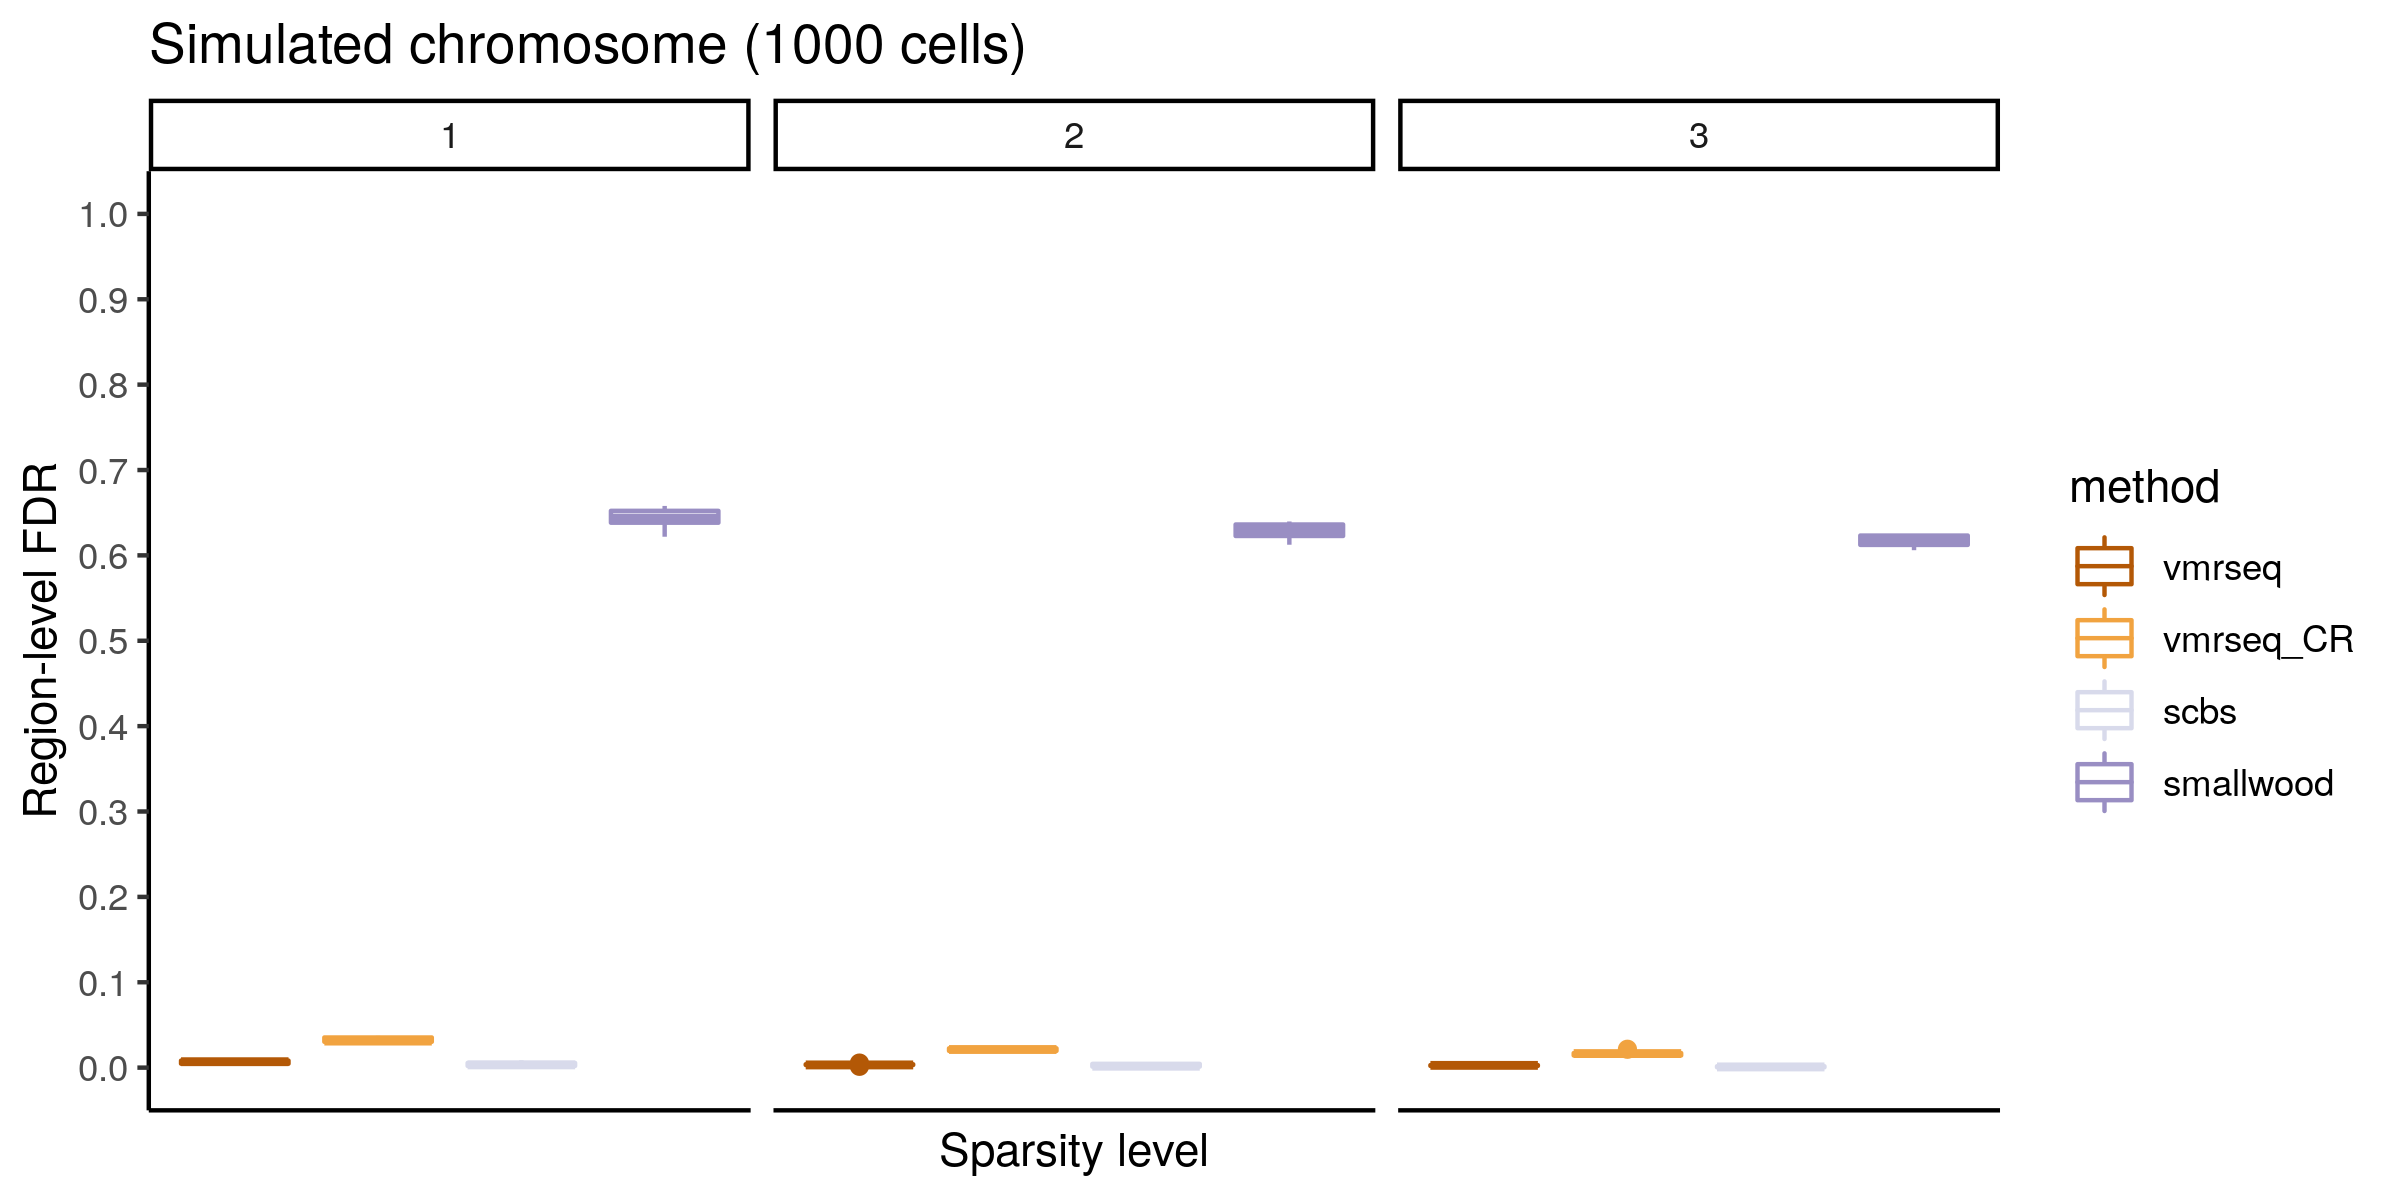 Simulated chromosome (1000 cells)
1
2
3
1.0
0.9
0.8
0.7
0.6
0.5
0.4
0.3
0.2
0.1
0.0
Region-level FDR
Sparsity level
method
vmrseq
vmrseq_CR
scbs
smallwood